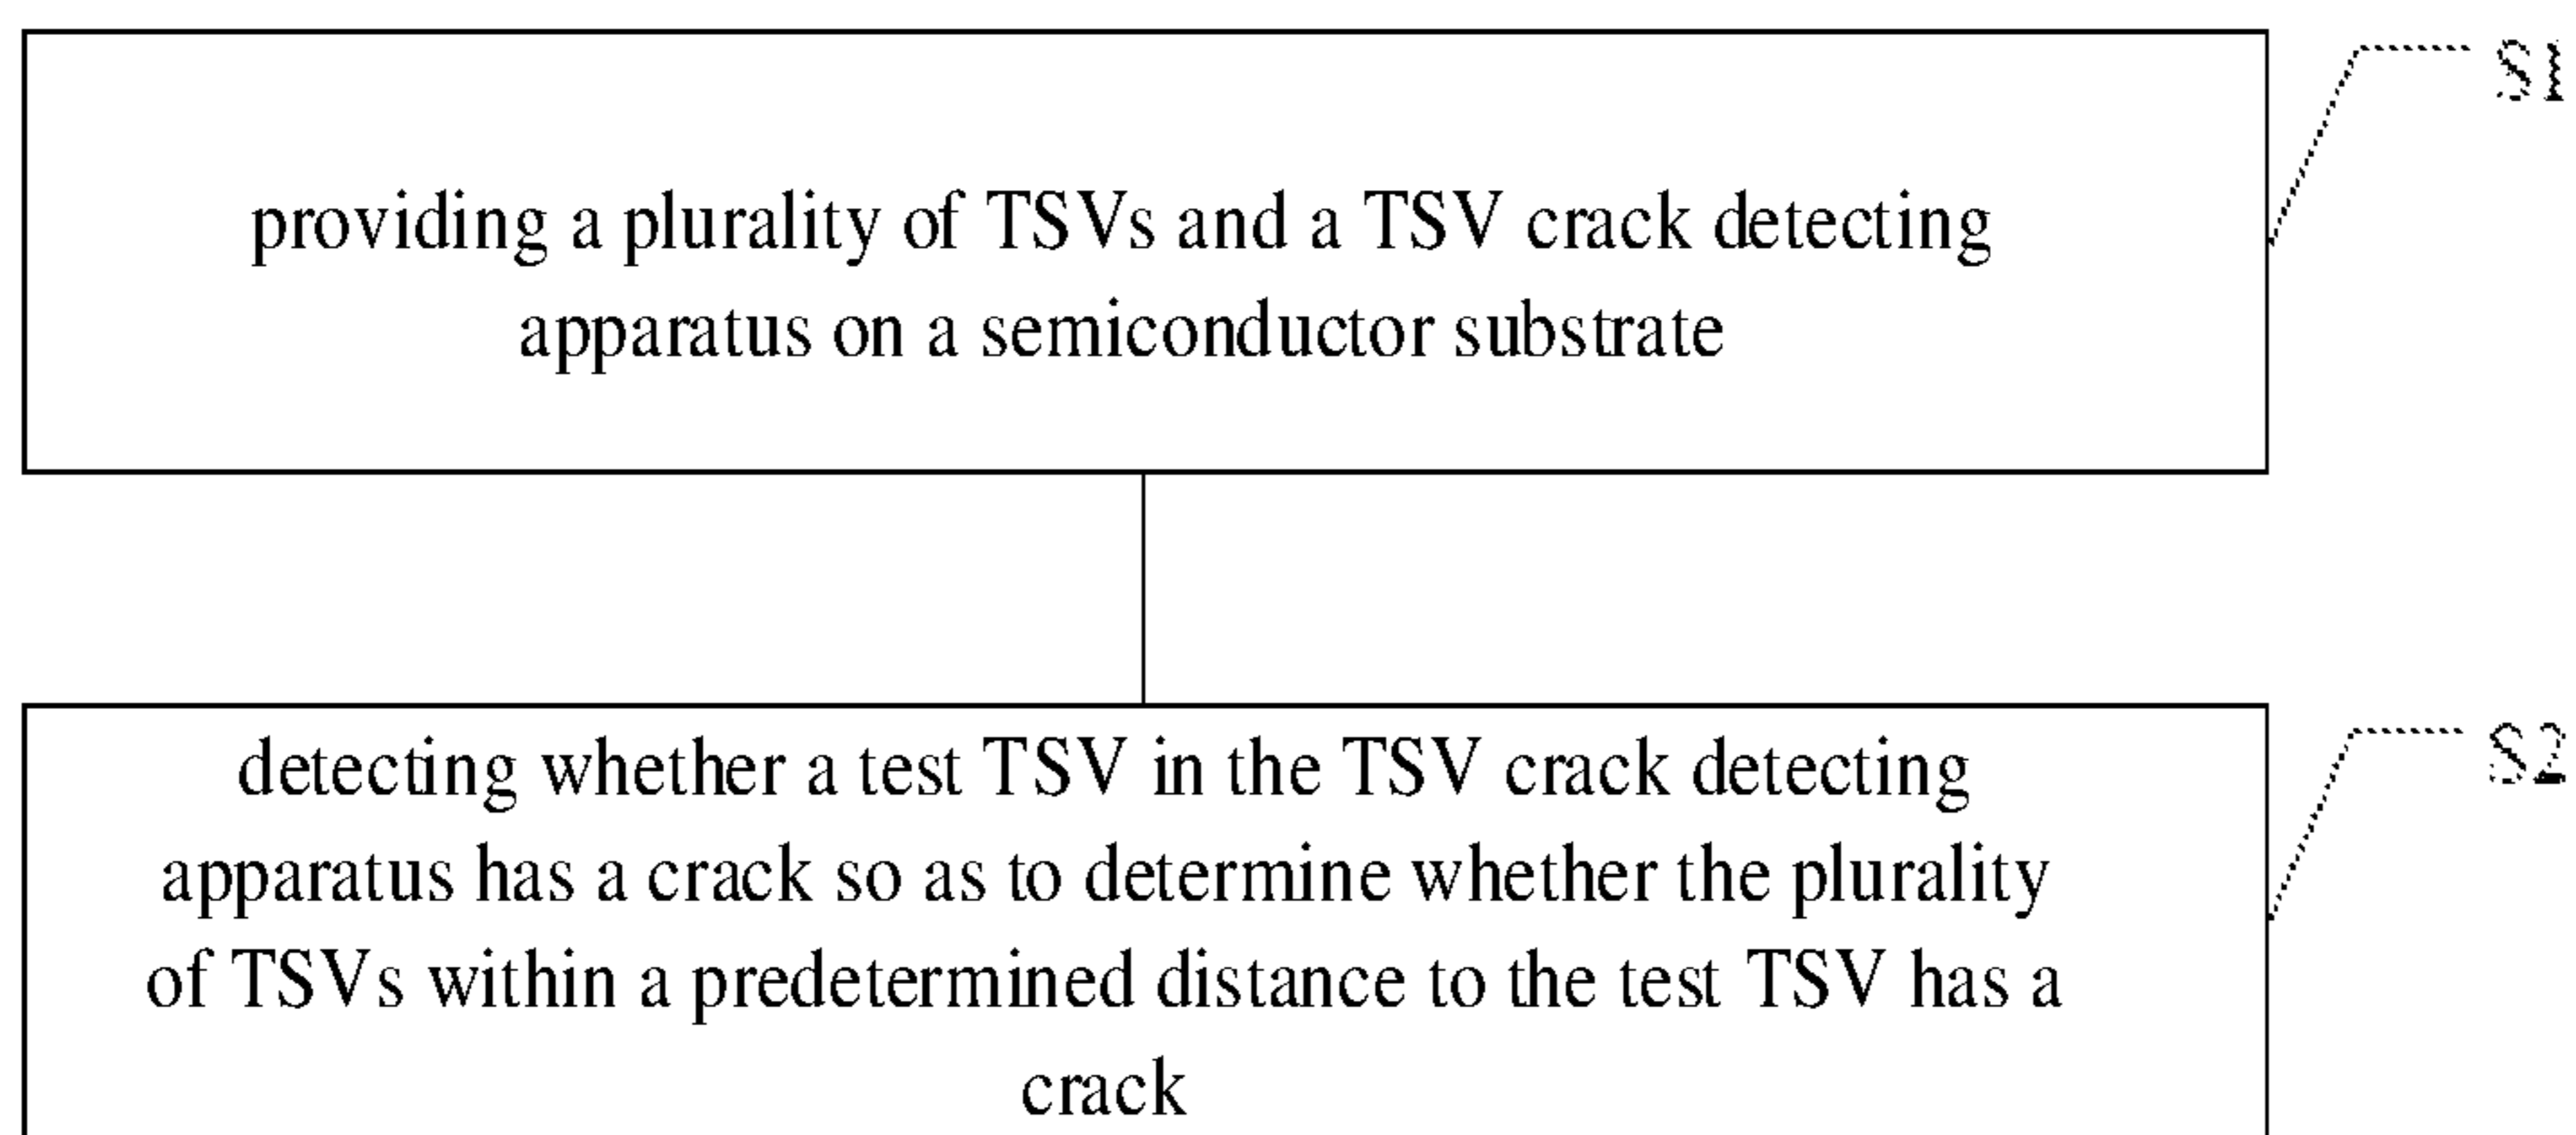 S1
providing a plurality of TSVs and a TSV crack detecting
apparatus on a semiconductor substrate
S2
detecting whether a test TSV in the TSV crack detecting
apparatus has a crack so as to determine whether the plurality
of TSVs within a predetermined distance to the test TSV has a
crack